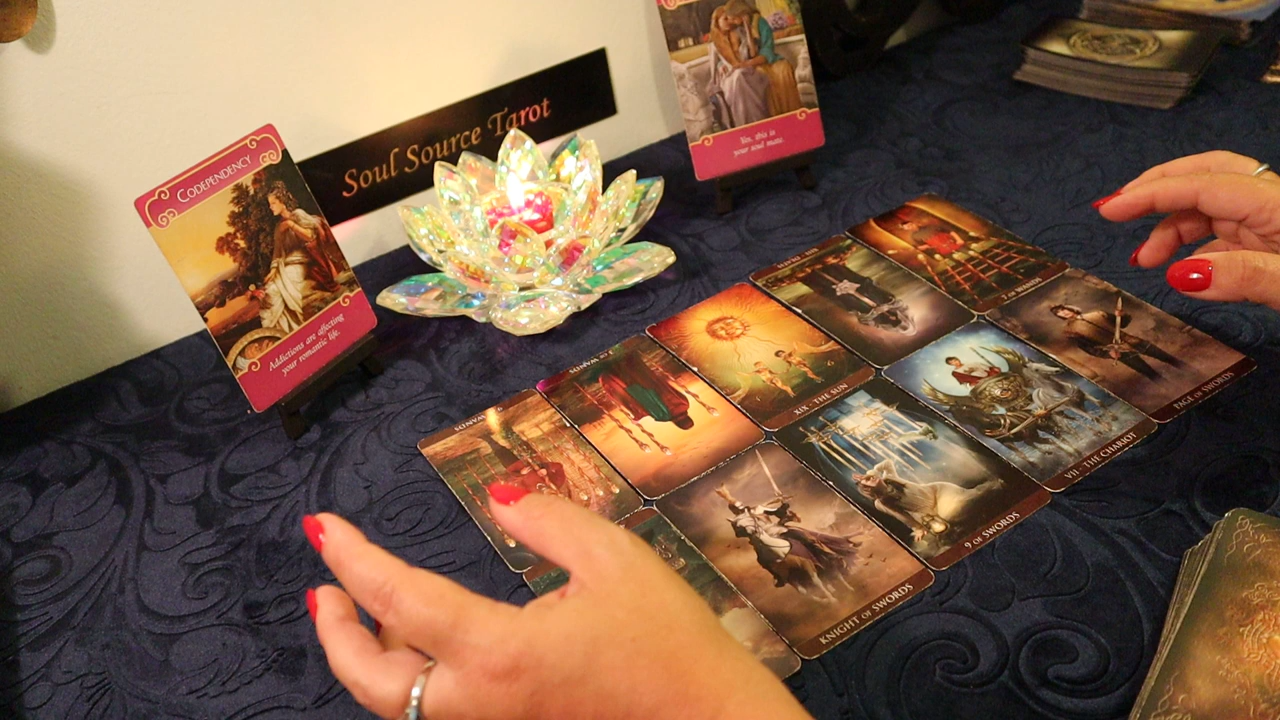 Soul Source Tarot
CODEPENDENCY
Addictions are affecting
your romantic life.
Yes, this is
your soul mate.
XIX - THE SUN
PAGE OF SWORDS
VII - THE CHARIOT
9 OF SWORDS
KNIGHT OF SWORDS